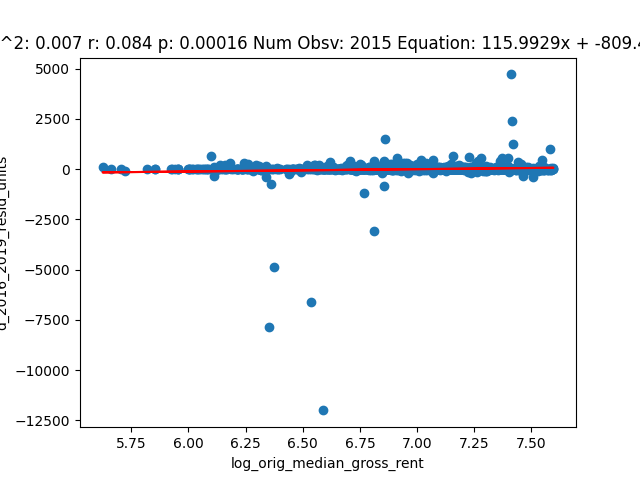 ^2: 0.007 r: 0.084 p: 0.00016 Num Obsv: 2015 Equation: 115.9929x + -809.4
5000
2500
0
−2500
−5000
−7500
−10000
−12500
d_2016_2019_resid_units
5.75 6.00 6.25 6.50 6.75 7.00 7.25 7.50
log_orig_median_gross_rent